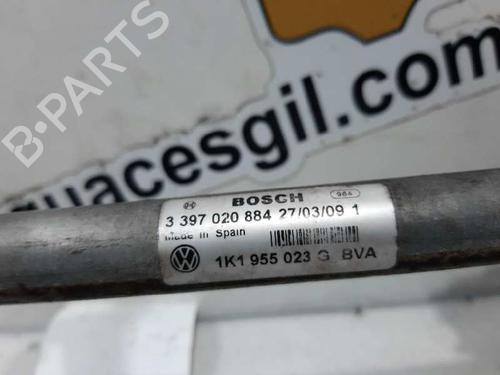 B-PARTS
guacesgil.com
BOSCH
984
3 397 020 884 27/03/09 1
Made in Spain
1K1 955 023 G BVA